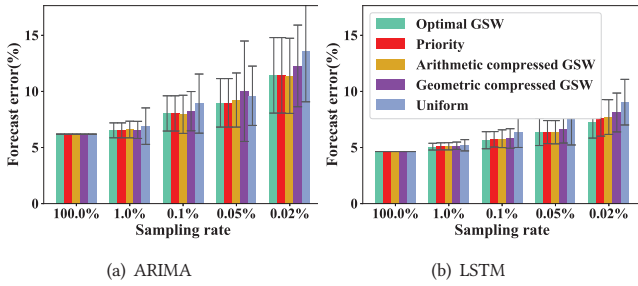 Forecast error(%)
15
10
5
0
100.0% 1.0% 0.1% 0.05% 0.02%
Sampling rate
(a) ARIMA
Forecast error(%)
15
10
5
0
Optimal GSW
Priority
Arithmetic compressed GSW
Geometric compressed GSW
Uniform
100.0% 1.0% 0.1% 0.05% 0.02%
Sampling rate
(b) LSTM